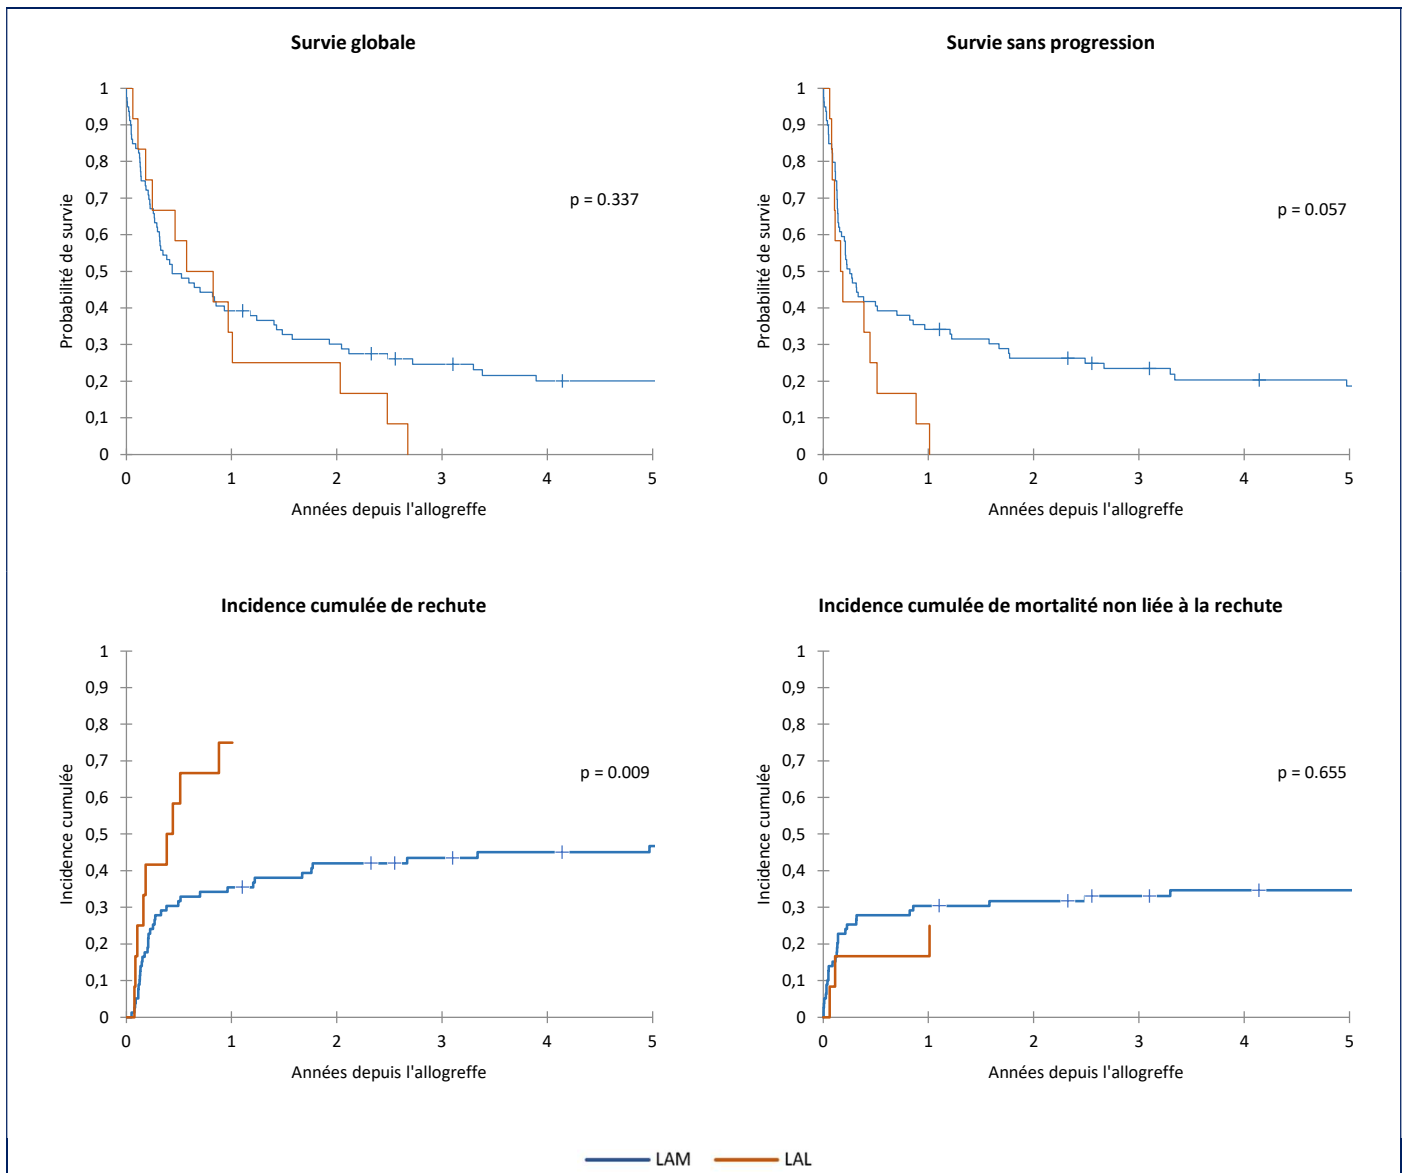 Survie globale
Probabilité de survie
1
0,9
0,8
0,7
0,6
0,5
0,4
0,3
0,2
0,1
0
p = 0.337
0 1 2 3 4 5
Années depuis l'allogreffe
Survie sans progression
Probabilité de survie
1
0,9
0,8
0,7
0,6
0,5
0,4
0,3
0,2
0,1
0
p = 0.057
0 1 2 3 4 5
Années depuis l'allogreffe
Incidence cumulée de rechute
Incidence cumulée
1
0,9
0,8
0,7
0,6
0,5
0,4
0,3
0,2
0,1
0
p = 0.009
0 1 2 3 4 5
Années depuis l'allogreffe
Incidence cumulée de mortalité non liée à la rechute
Incidence cumulée
1
0,9
0,8
0,7
0,6
0,5
0,4
0,3
0,2
0,1
0
p = 0.655
0 1 2 3 4 5
Années depuis l'allogreffe
LAM LAL